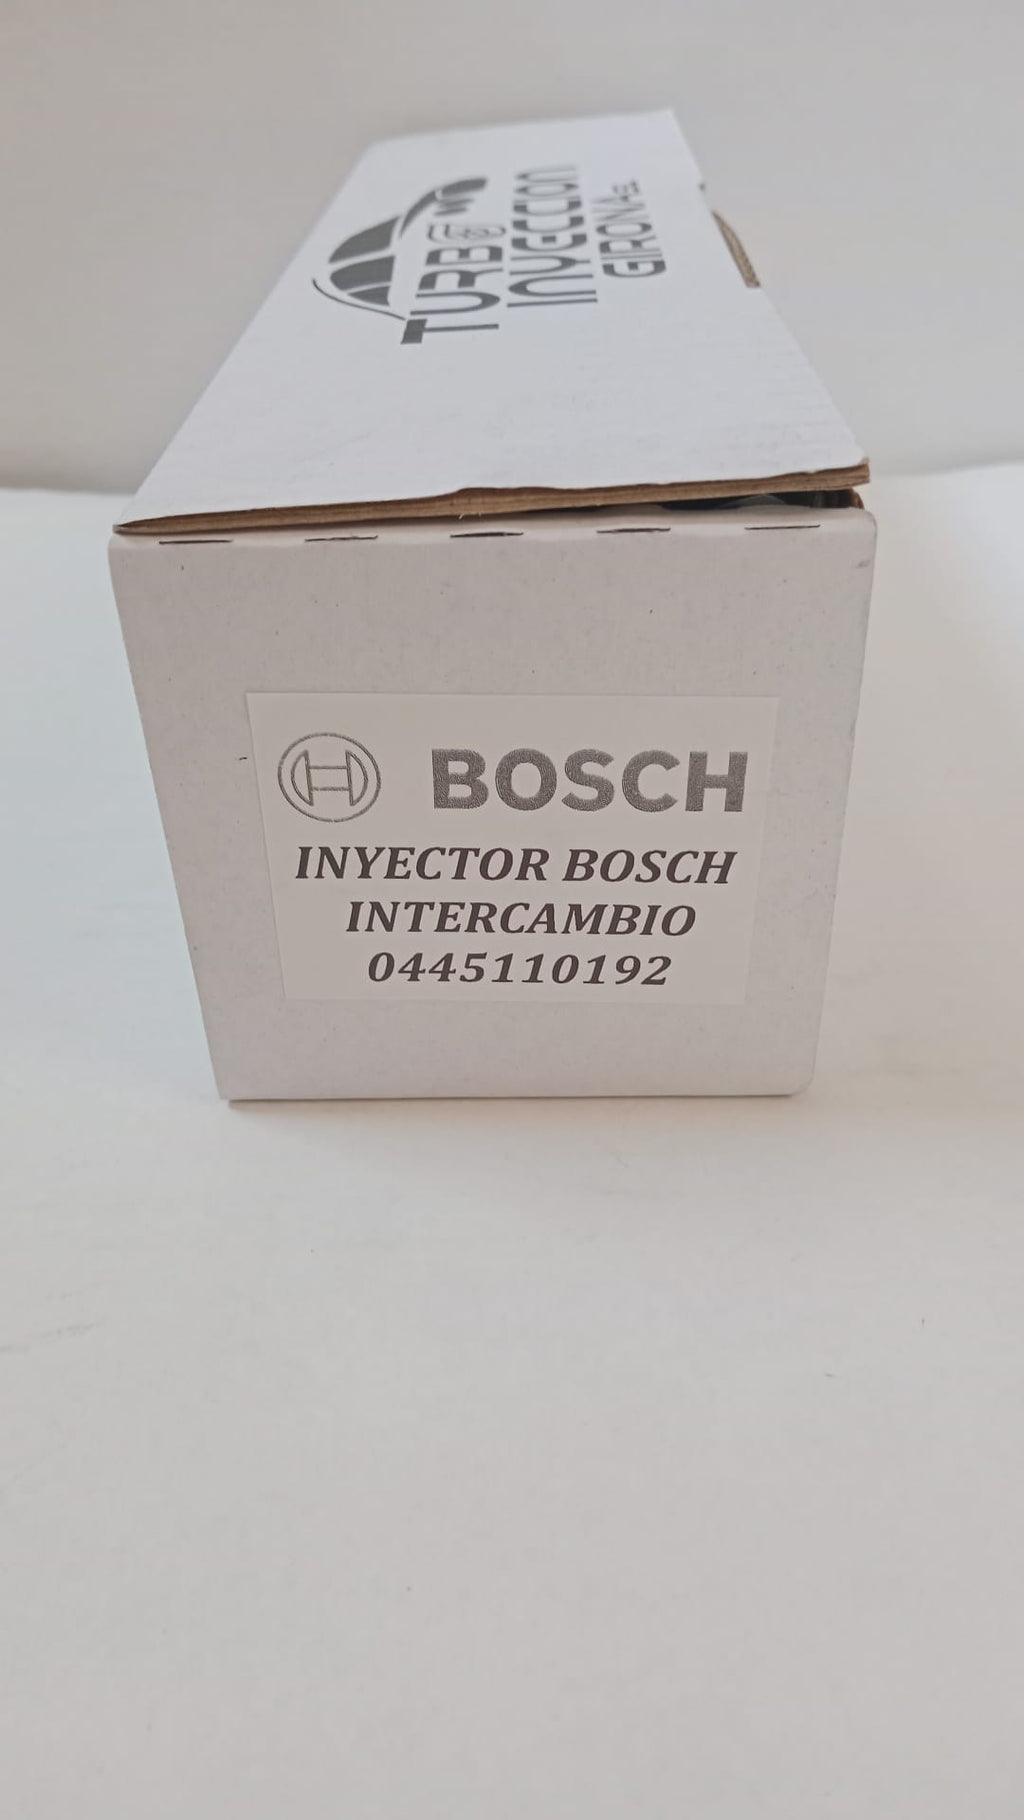 TURBO
INYECCION
GIRONA S.L.
BOSCH
INYECTOR BOSCH
INTERCAMBIO
0445110192